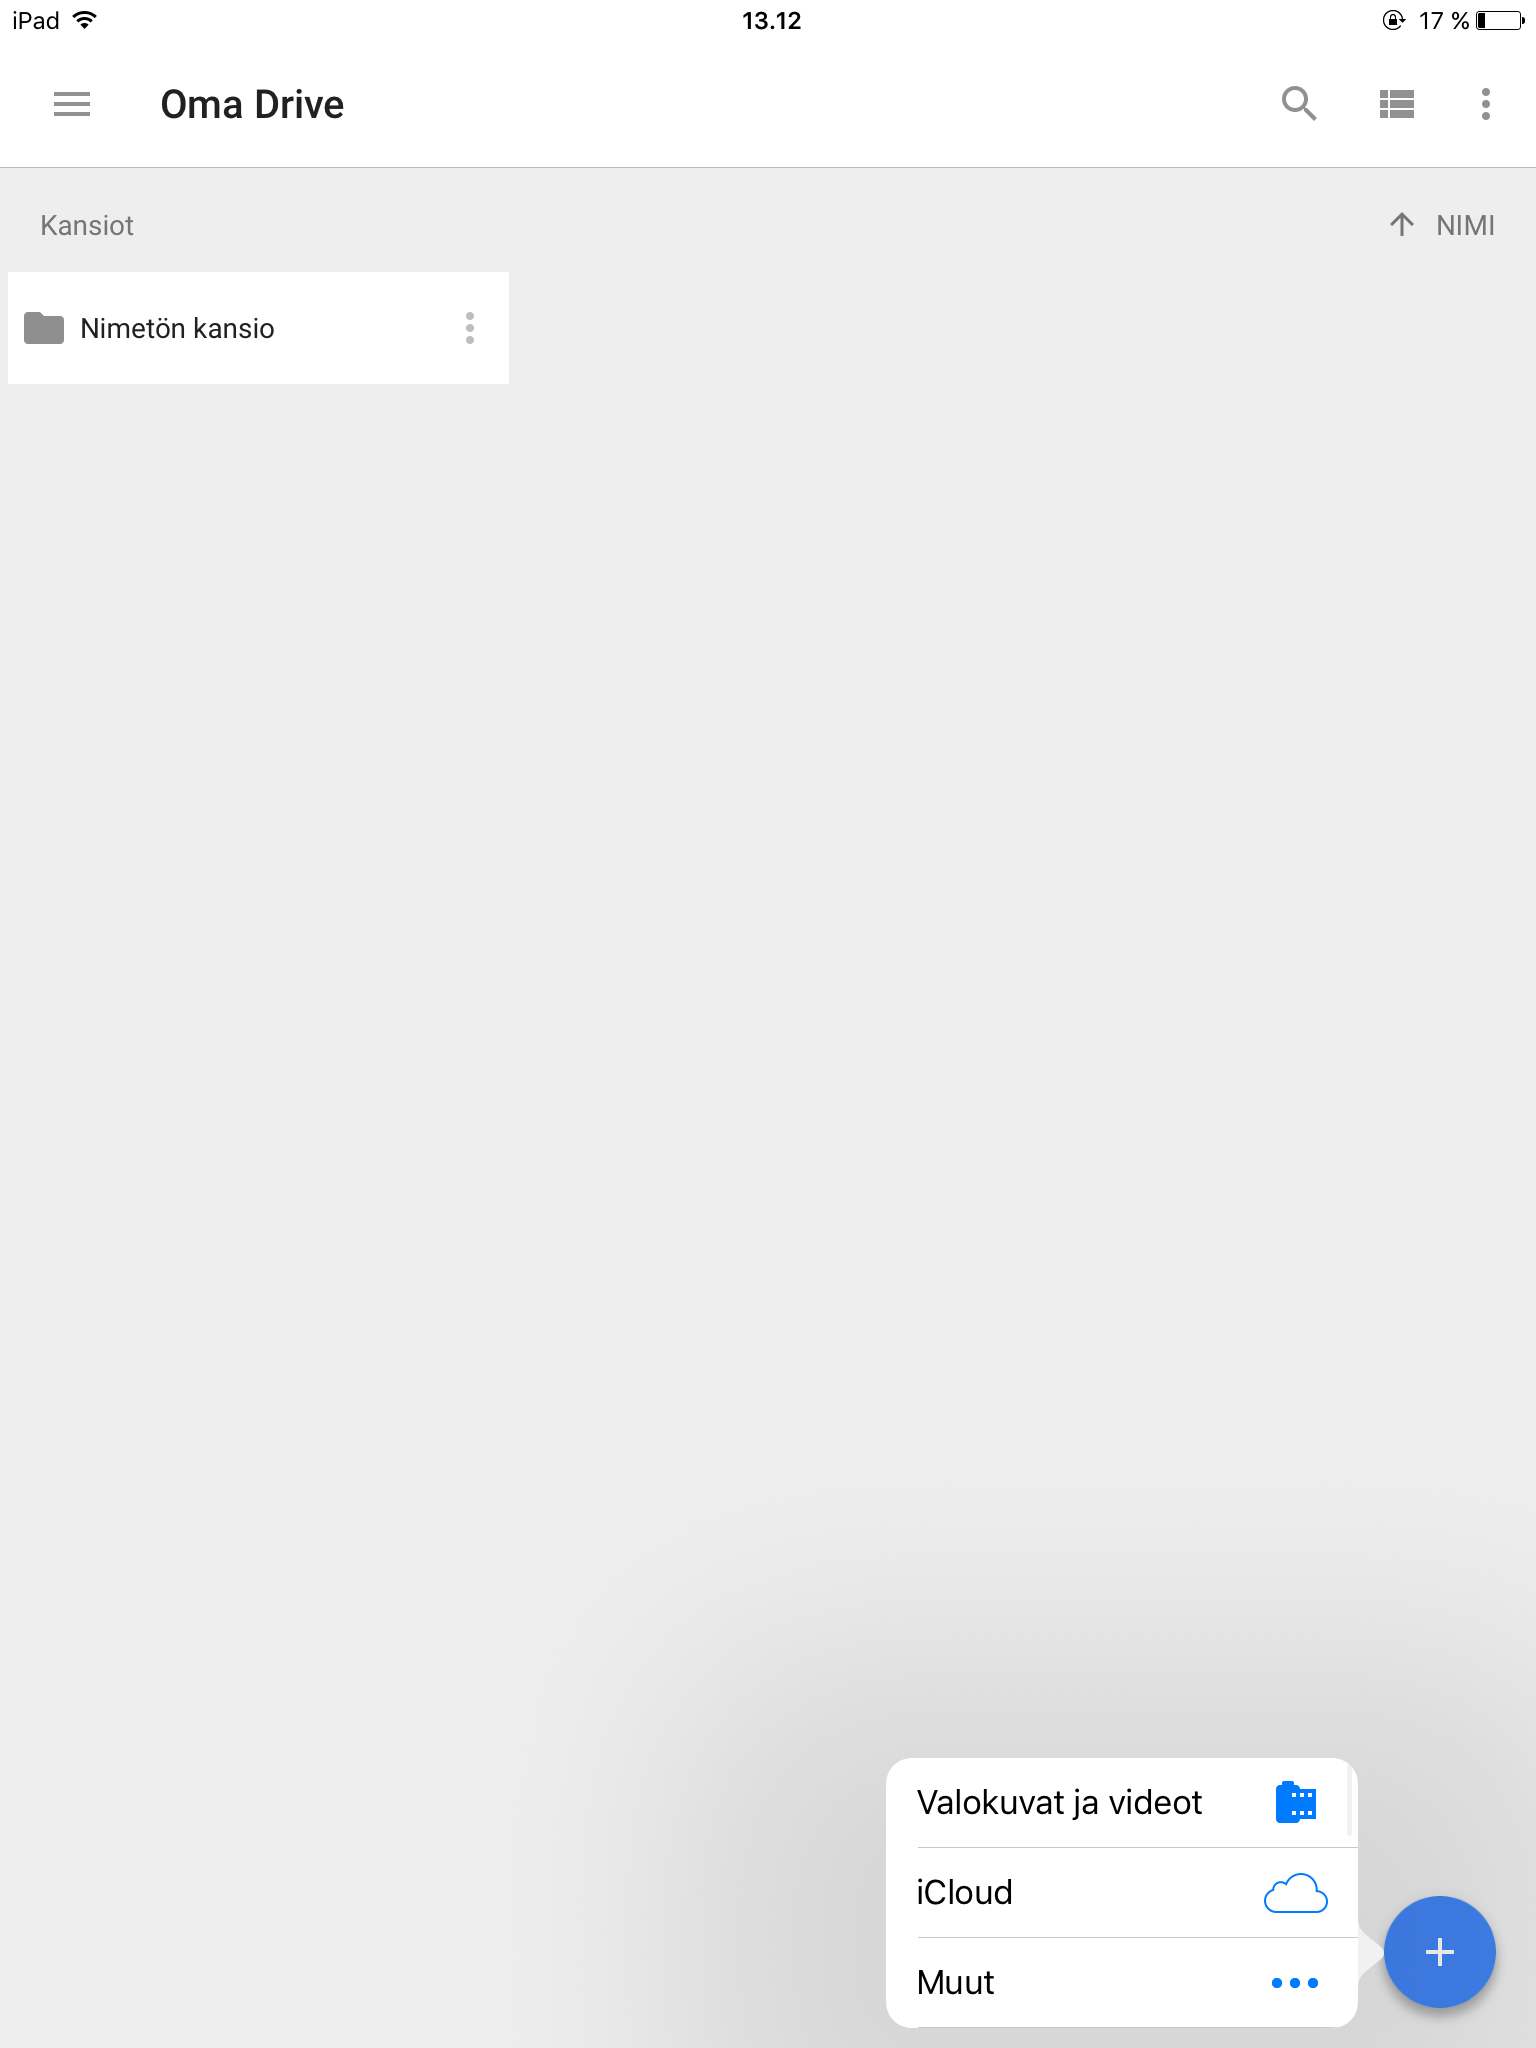 iPad 13.12 17 %
Oma Drive
Kansiot NIMI
Nimetön kansio
Valokuvat ja videot
iCloud
Muut